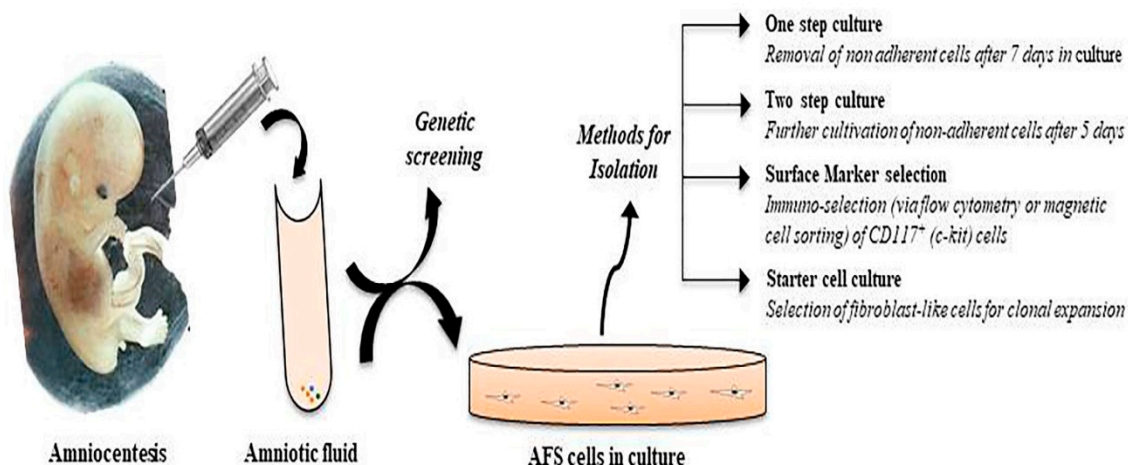 One step culture
Removal of non adherent cells after 7 days in culture
Two step culture
Further cultivation of non-adherent cells after 5 days
Surface Marker selection
Immuno-selection (via flow cytometry or magnetic
cell sorting) of CD117+ (c-kit) cells
Starter cell culture
Selection of fibroblast-like cells for clonal expansion
Genetic
screening
Methods for
Isolation
Amniocentesis
Amniotic fluid
AFS cells in culture